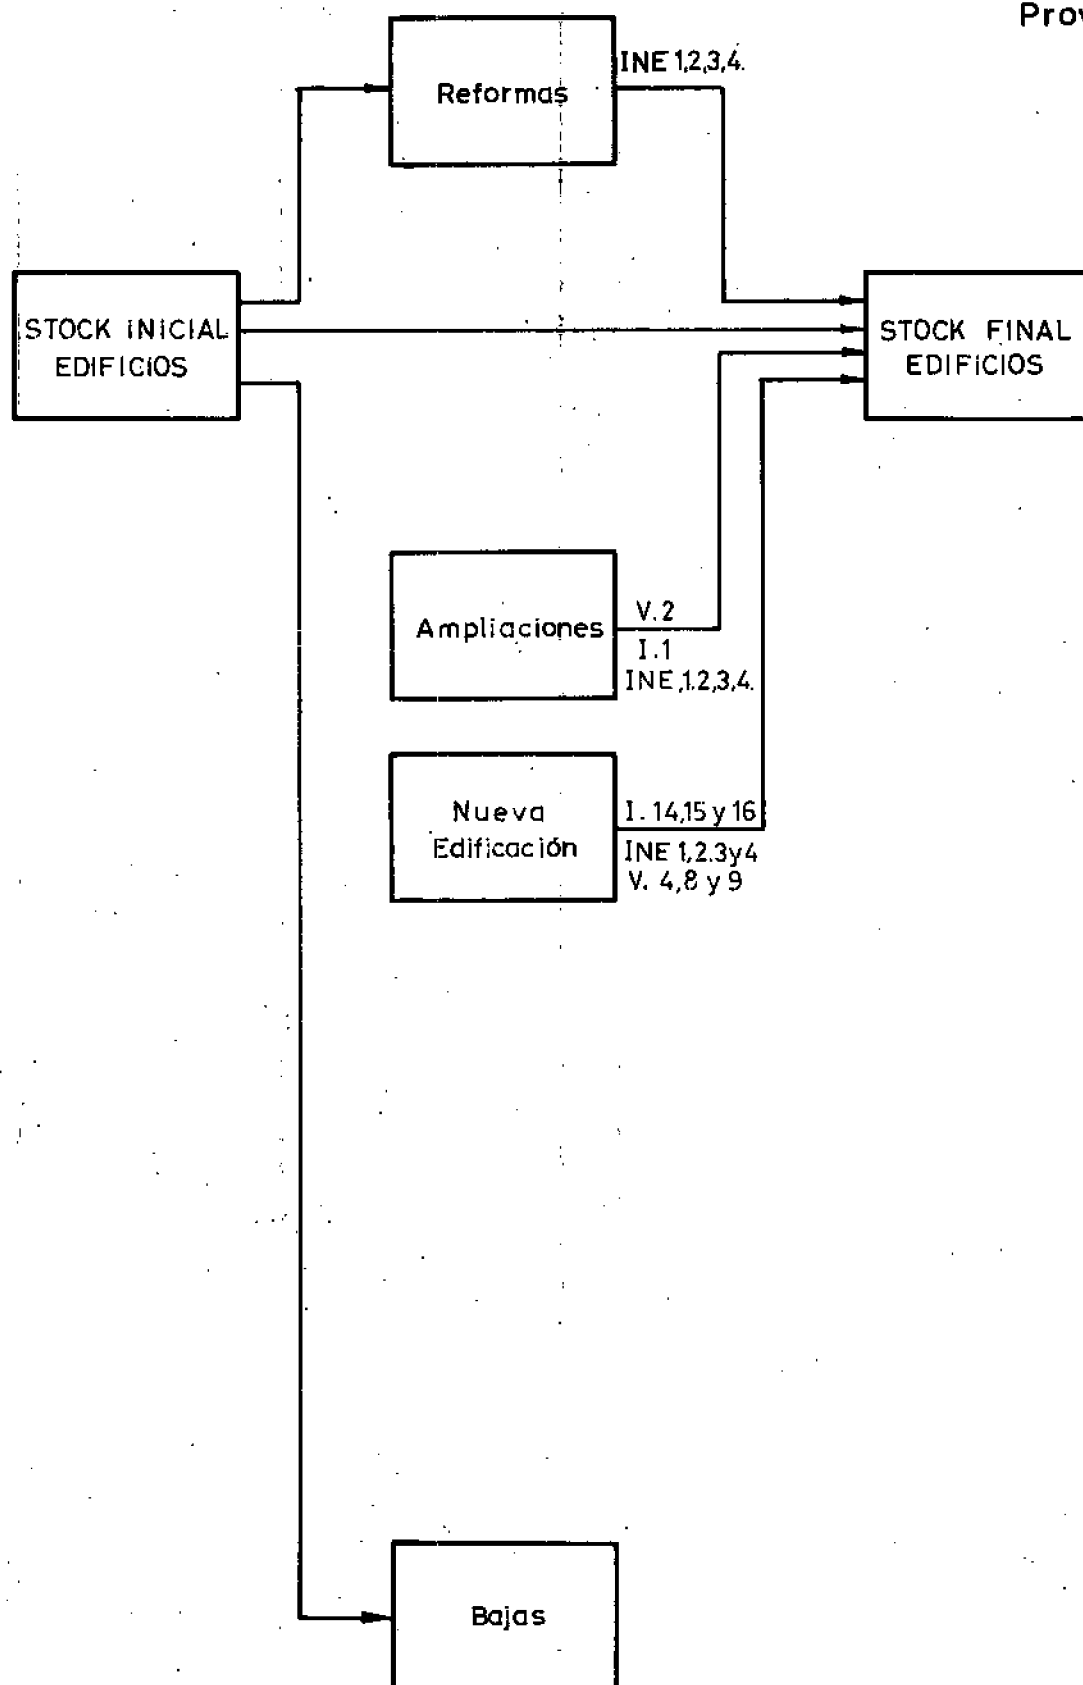 Prov
INE 1,2,3,4.
Reformas
STOCK INICIAL
EDIFICIOS
STOCK FINAL
EDIFICIOS
Ampliaciones
V.2
I.1
INE,1.2,3,4.
Nueva
Edificación
I. 14,15 y 16
INE 1,2.3y4
V. 4,8 y 9
Bajas